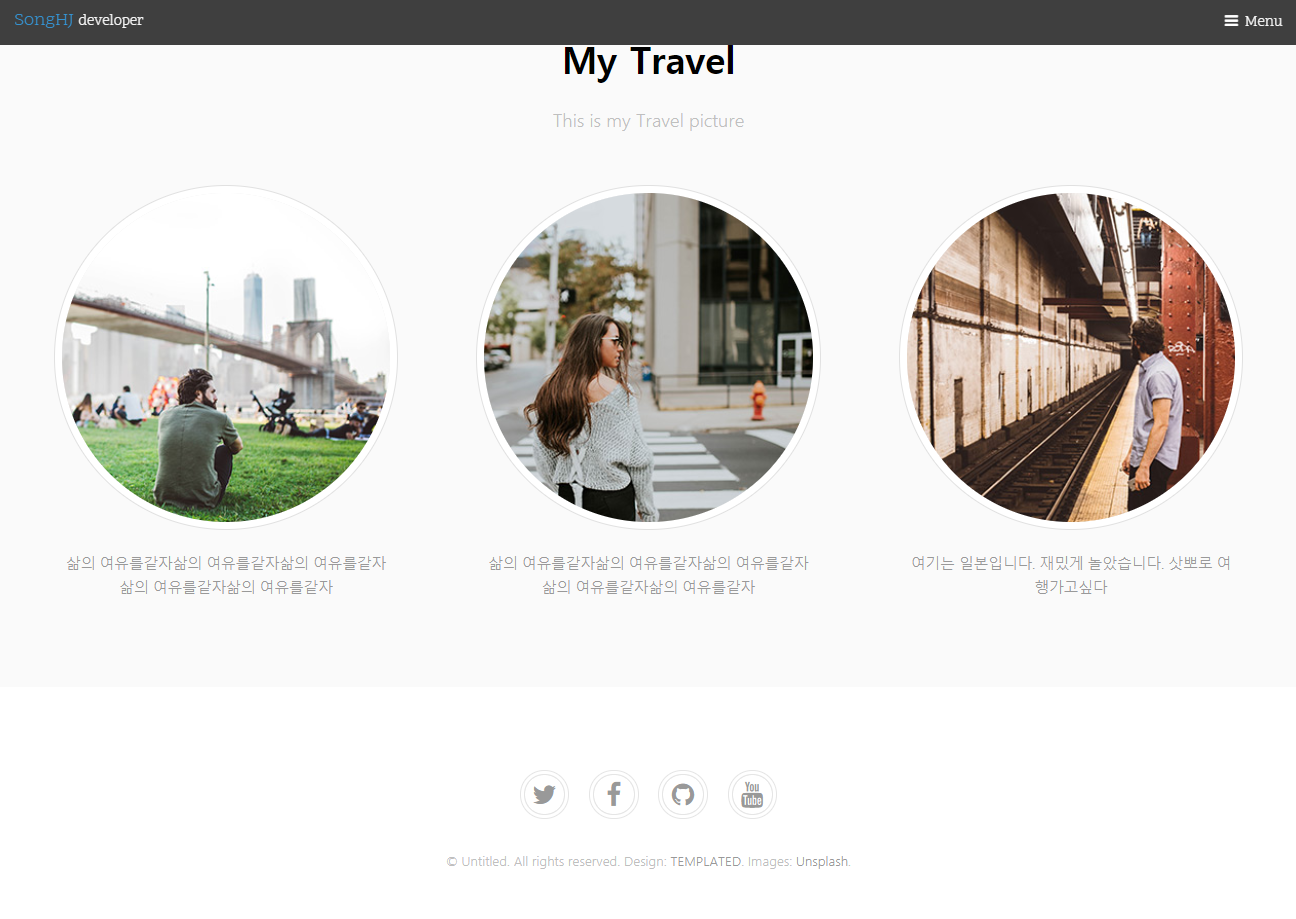 SongHJ developer
Menu
My Travel
This is my Travel picture
삶의 여유를같자삶의 여유를같자삶의 여유를같자
삶의 여유를같자삶의 여유를같자
삶의 여유를같자삶의 여유를같자삶의 여유를같자
삶의 여유를같자삶의 여유를같자
여기는 일본입니다. 재밌게 놀았습니다. 삿뽀로 여
행가고싶다
You
Tube
© Untitled. All rights reserved. Design: TEMPLATED. Images: Unsplash.